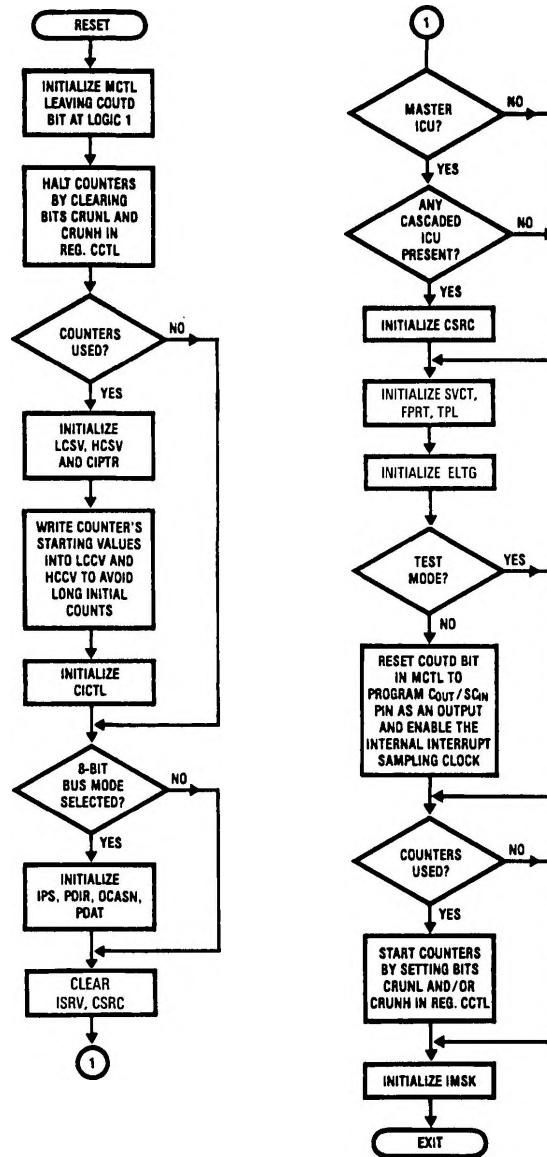 RESET
INITIALIZE MCTL
LEAVING COUTD
BIT AT LOGIC 1
HALT COUNTERS
BY CLEARING
BITS CRUNL AND
CRUNH IN
REG. CCTL
COUNTERS
USED?
NO
YES
INITIALIZE
LCSV, HCSV
AND CIPTR
WRITE COUNTER'S
STARTING VALUES
INTO LCCV AND
HCCV TO AVOID
LONG INITIAL
COUNTS
INITIALIZE
CICTL
8-BIT
BUS MODE
SELECTED?
NO
YES
INITIALIZE
IPS, PDIR, OCASN,
PDAT
CLEAR
ISRV, CSRC
1
1
MASTER
ICU?
NO
YES
ANY
CASCADED
ICU
PRESENT?
NO
YES
INITIALIZE CSRC
INITIALIZE SVCT,
FPRT, TPL
INITIALIZE ELTG
TEST
MODE?
YES
NO
RESET COUTD BIT
IN MCTL TO
PROGRAM COUT/SCIN
PIN AS AN OUTPUT
AND ENABLE THE
INTERNAL INTERRUPT
SAMPLING CLOCK
COUNTERS
USED?
NO
YES
START COUNTERS
BY SETTING BITS
CRUNL AND/OR
CRUNH IN REG. CCTL
INITIALIZE IMSK
EXIT